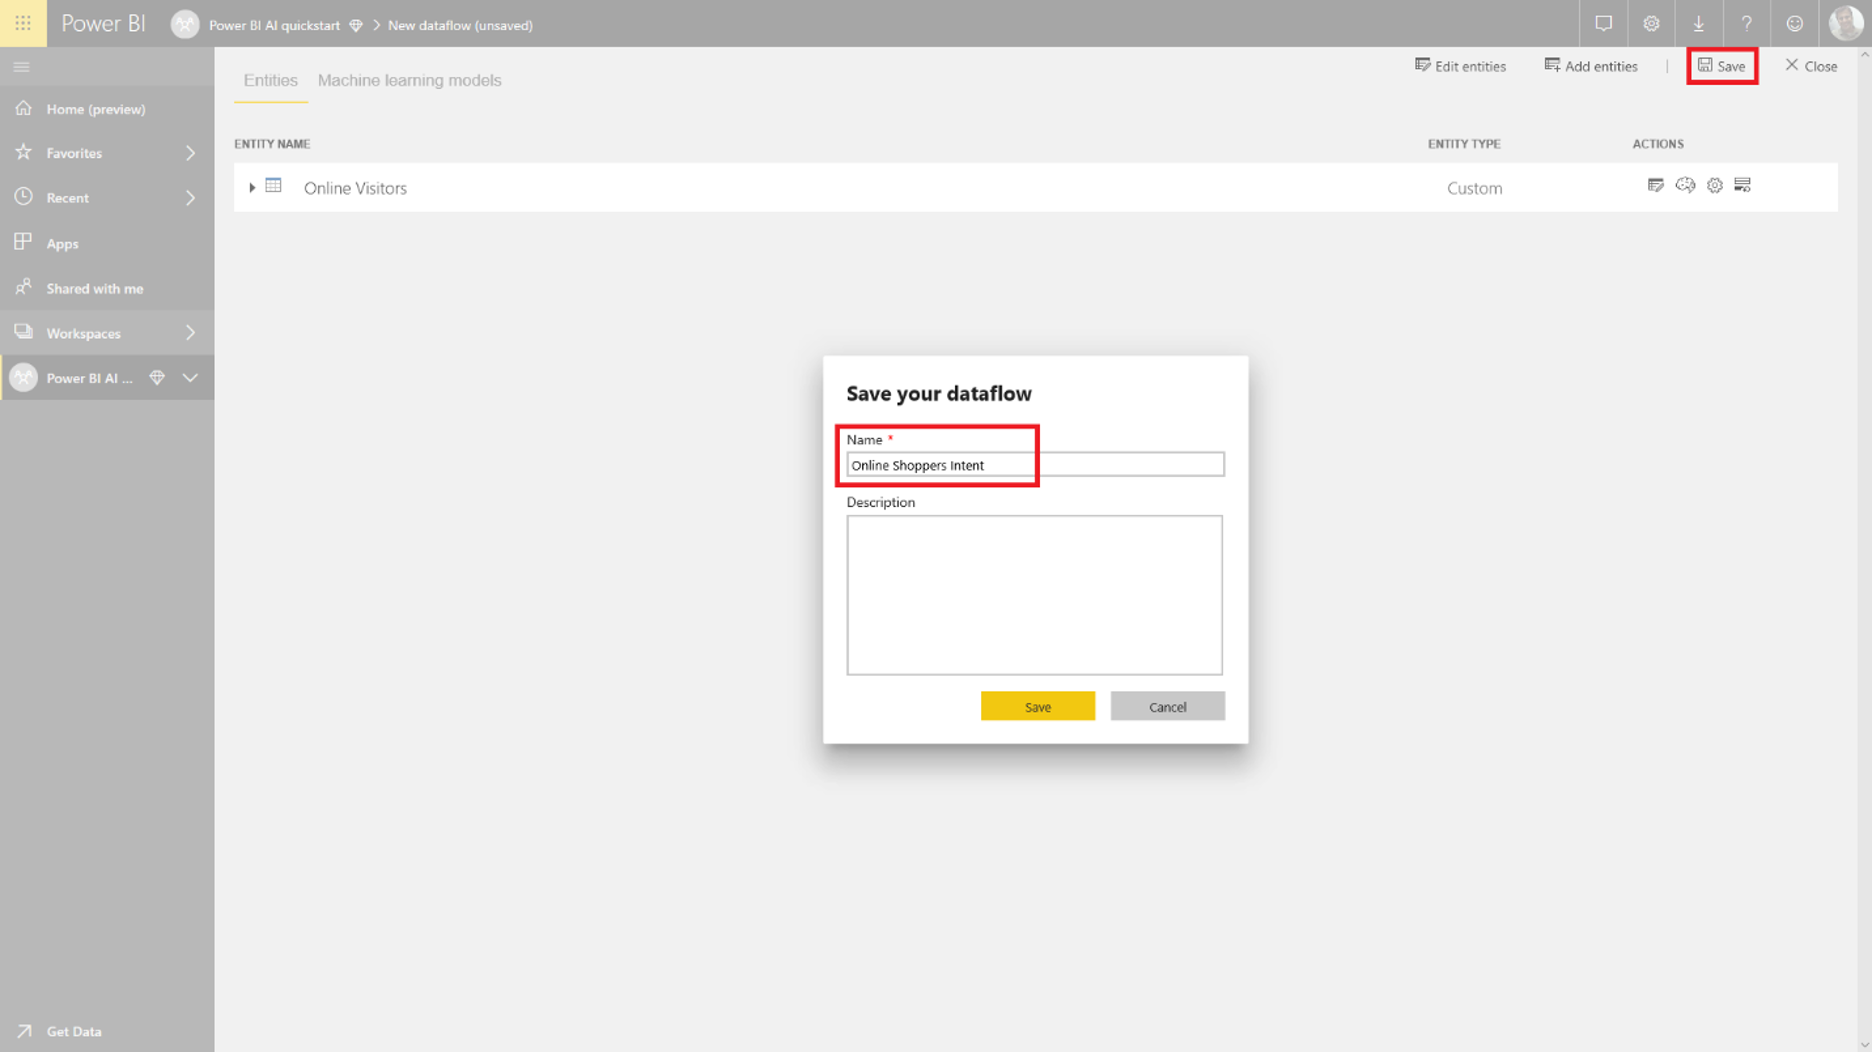 Power BI
Power BI AI quickstart > New dataflow (unsaved)
?
Entities
Machine learning models
Edit entities
Add entities
|
Save
Close
Home (preview)
Favorites
Recent
Apps
Shared with me
Workspaces
Power BI AI ...
ENTITY NAME
ENTITY TYPE
ACTIONS
Online Visitors
Custom
Save your dataflow
Name *
Online Shoppers Intent
Description
Save
Cancel
Get Data